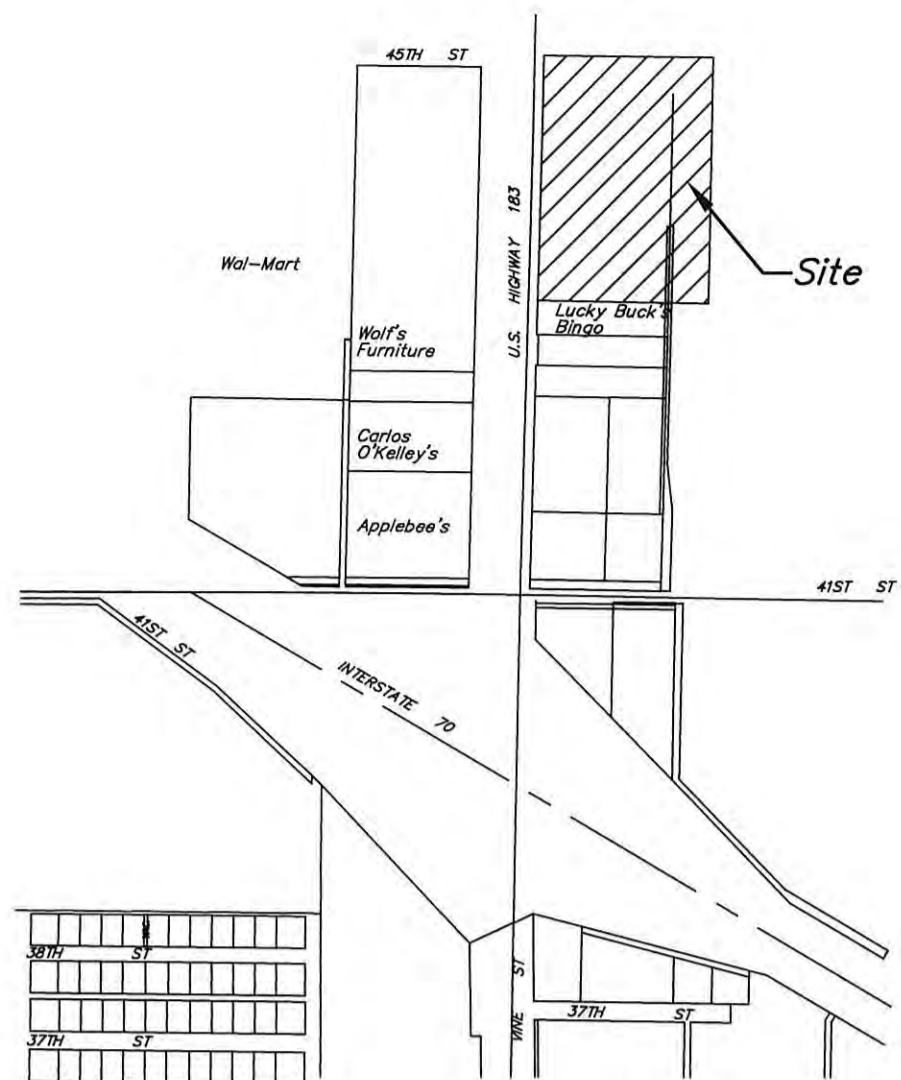 45TH ST
U.S. HIGHWAY 183
Wal-Mart
Site
Lucky Buck's
Bingo
Wolf's
Furniture
Carlos
O'Kelley's
Applebee's
41ST ST
41ST ST
INTERSTATE 70
38TH ST
VINE ST
37TH ST
37TH ST